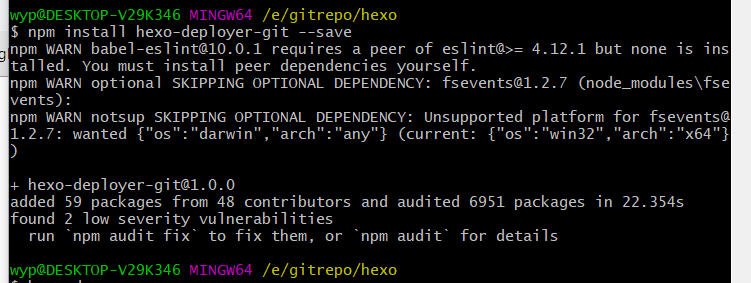 wyp@DESKTOP-V29K346 MINGW64 /e/gitrepo/hexo
$ npm install hexo-deployer-git --save
npm WARN babel-eslint@10.0.1 requires a peer of eslint@>= 4.12.1 but none is ins
talled. You must install peer dependencies yourself.
npm WARN optional SKIPPING OPTIONAL DEPENDENCY: fsevents@1.2.7 (node_modules\fse
vents):
npm WARN notsup SKIPPING OPTIONAL DEPENDENCY: Unsupported platform for fsevents@
1.2.7: wanted {"os":"darwin","arch":"any"} (current: {"os":"win32","arch":"x64"}
)
+ hexo-deployer-git@1.0.0
added 59 packages from 48 contributors and audited 6951 packages in 22.354s
found 2 low severity vulnerabilities
  run `npm audit fix` to fix them, or `npm audit` for details
wyp@DESKTOP-V29K346 MINGW64 /e/gitrepo/hexo